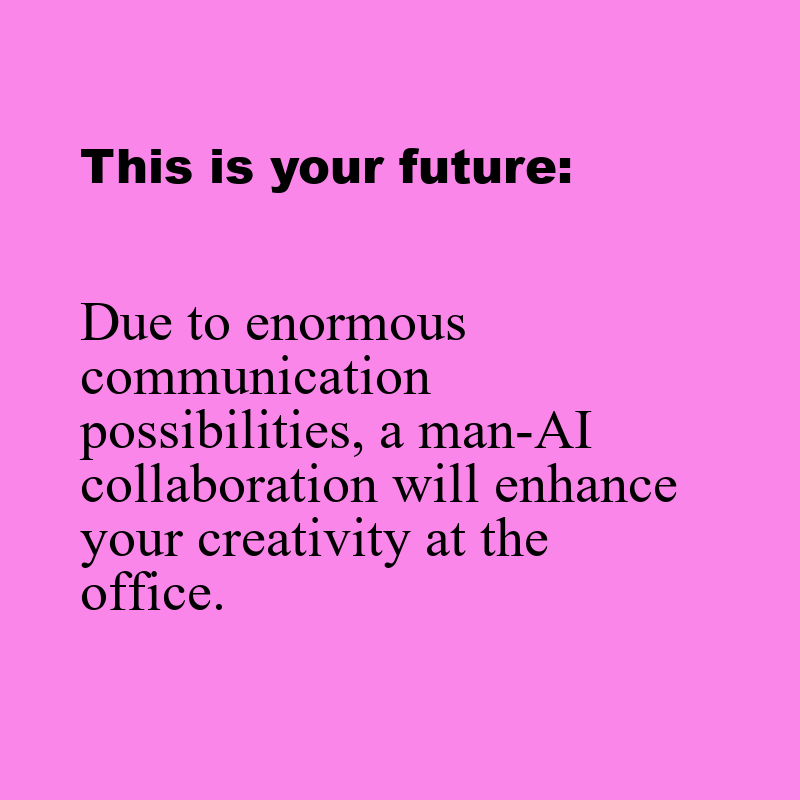 This is your future:
Due to enormous
communication
possibilities, a man-AI
collaboration will enhance
your creativity at the
office.